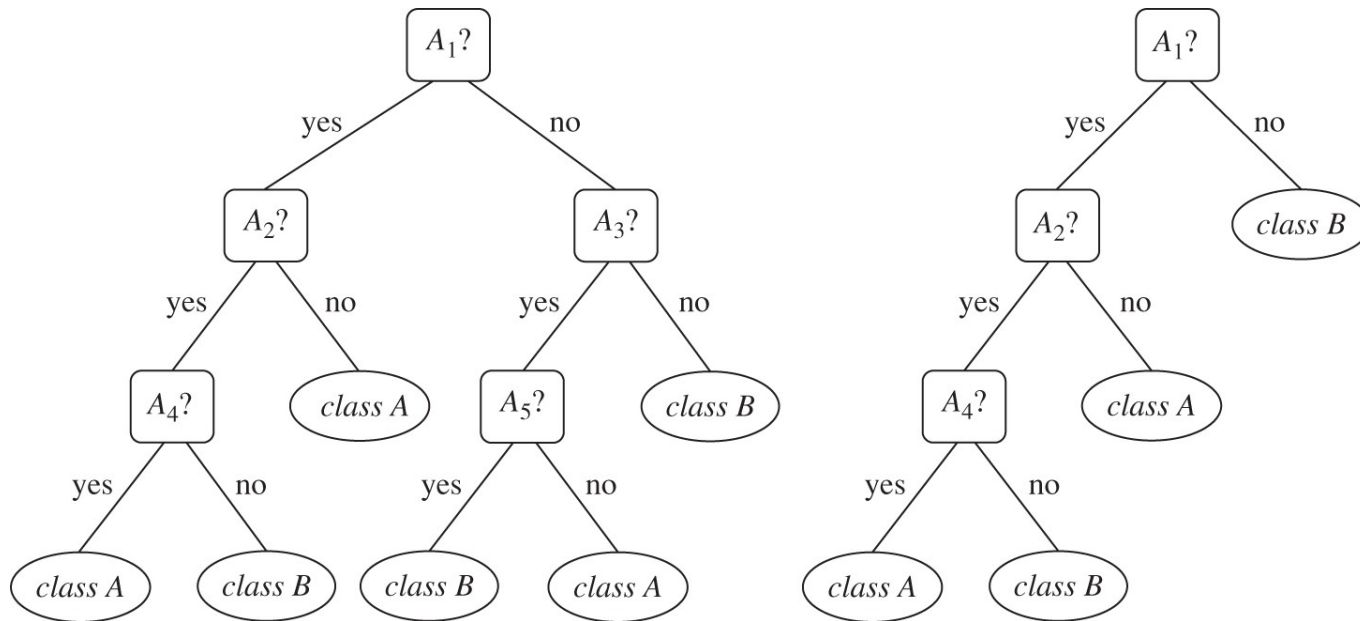 A₁?
yes
no
A₂?
A₃?
yes
no
yes
no
A₄?
class A
A₅?
class B
yes
no
yes
no
class A
class B
class B
class A
A₁?
yes
no
A₂?
class B
yes
no
A₄?
class A
yes
no
class A
class B